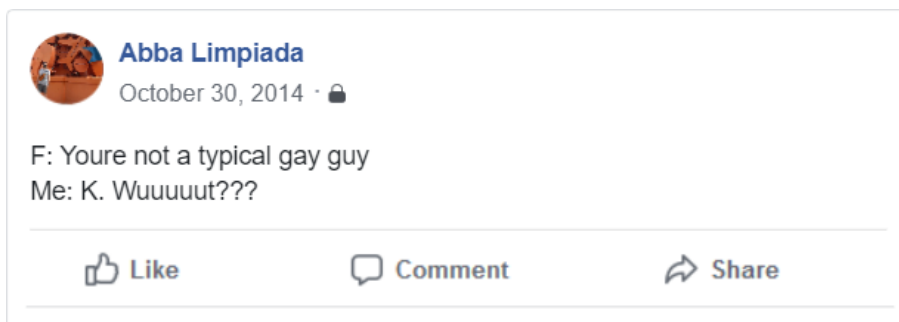 Abba Limpiada
October 30, 2014 ·
F: Youre not a typical gay guy
Me: K. Wuuuuut???
Like Comment Share